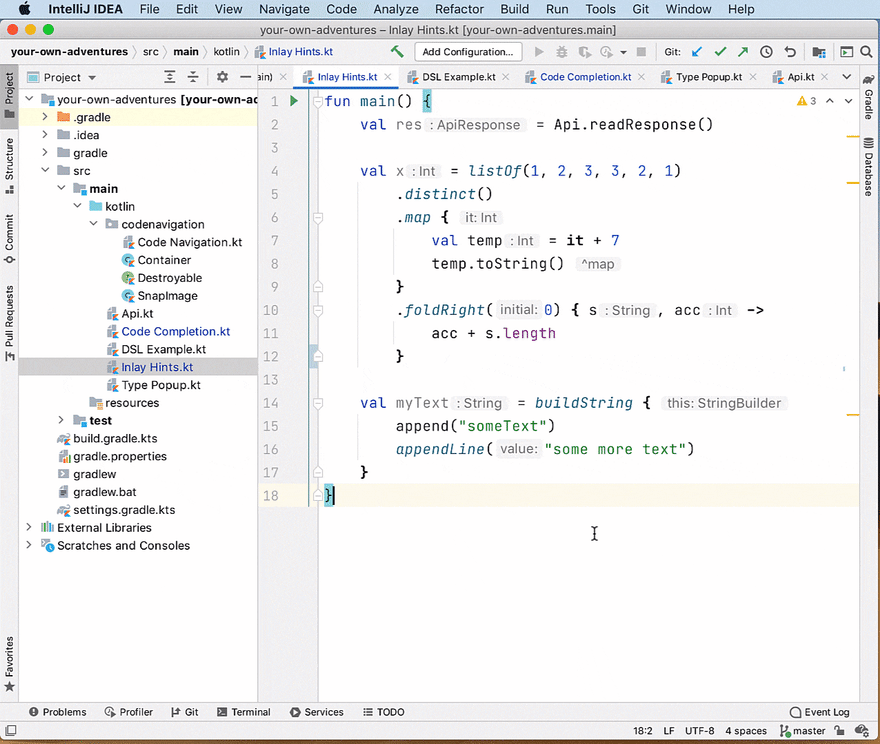 IntelliJ IDEA File Edit View Navigate Code Analyze Refactor Build Run Tools Git Window Help
your-own-adventures – Inlay Hints.kt [your-own-adventures.main]
your-own-adventures src main kotlin Inlay Hints.kt Add Configuration... Git:
Project
Project
ain)
Inlay Hints.kt
DSL Example.kt
Code Completion.kt
Type Popup.kt
Api.kt
Gradle
Database
Structure
Commit
Pull Requests
Favorites
your-own-adventures [your-own-ad
.gradle
.idea
gradle
src
main
kotlin
codenavigation
Code Navigation.kt
Container
Destroyable
SnapImage
Api.kt
Code Completion.kt
DSL Example.kt
Inlay Hints.kt
Type Popup.kt
resources
test
build.gradle.kts
gradle.properties
gradlew
gradlew.bat
settings.gradle.kts
External Libraries
Scratches and Consoles
3
1 fun main() {
2 val res : ApiResponse = Api.readResponse()
3
4 val x : Int = listOf(1, 2, 3, 3, 2, 1)
5 .distinct()
6 .map { it: Int
7 val temp : Int = it + 7
8 temp.toString() ^map
9 }
10 .foldRight( initial: 0) { s : String , acc : Int ->
11 acc + s.length
12 }
13
14 val myText : String = buildString { this: StringBuilder
15 append("someText")
16 appendLine( value: "some more text")
17 }
18 }
Problems Profiler Git Terminal Services TODO Event Log
18:2 LF UTF-8 4 spaces master